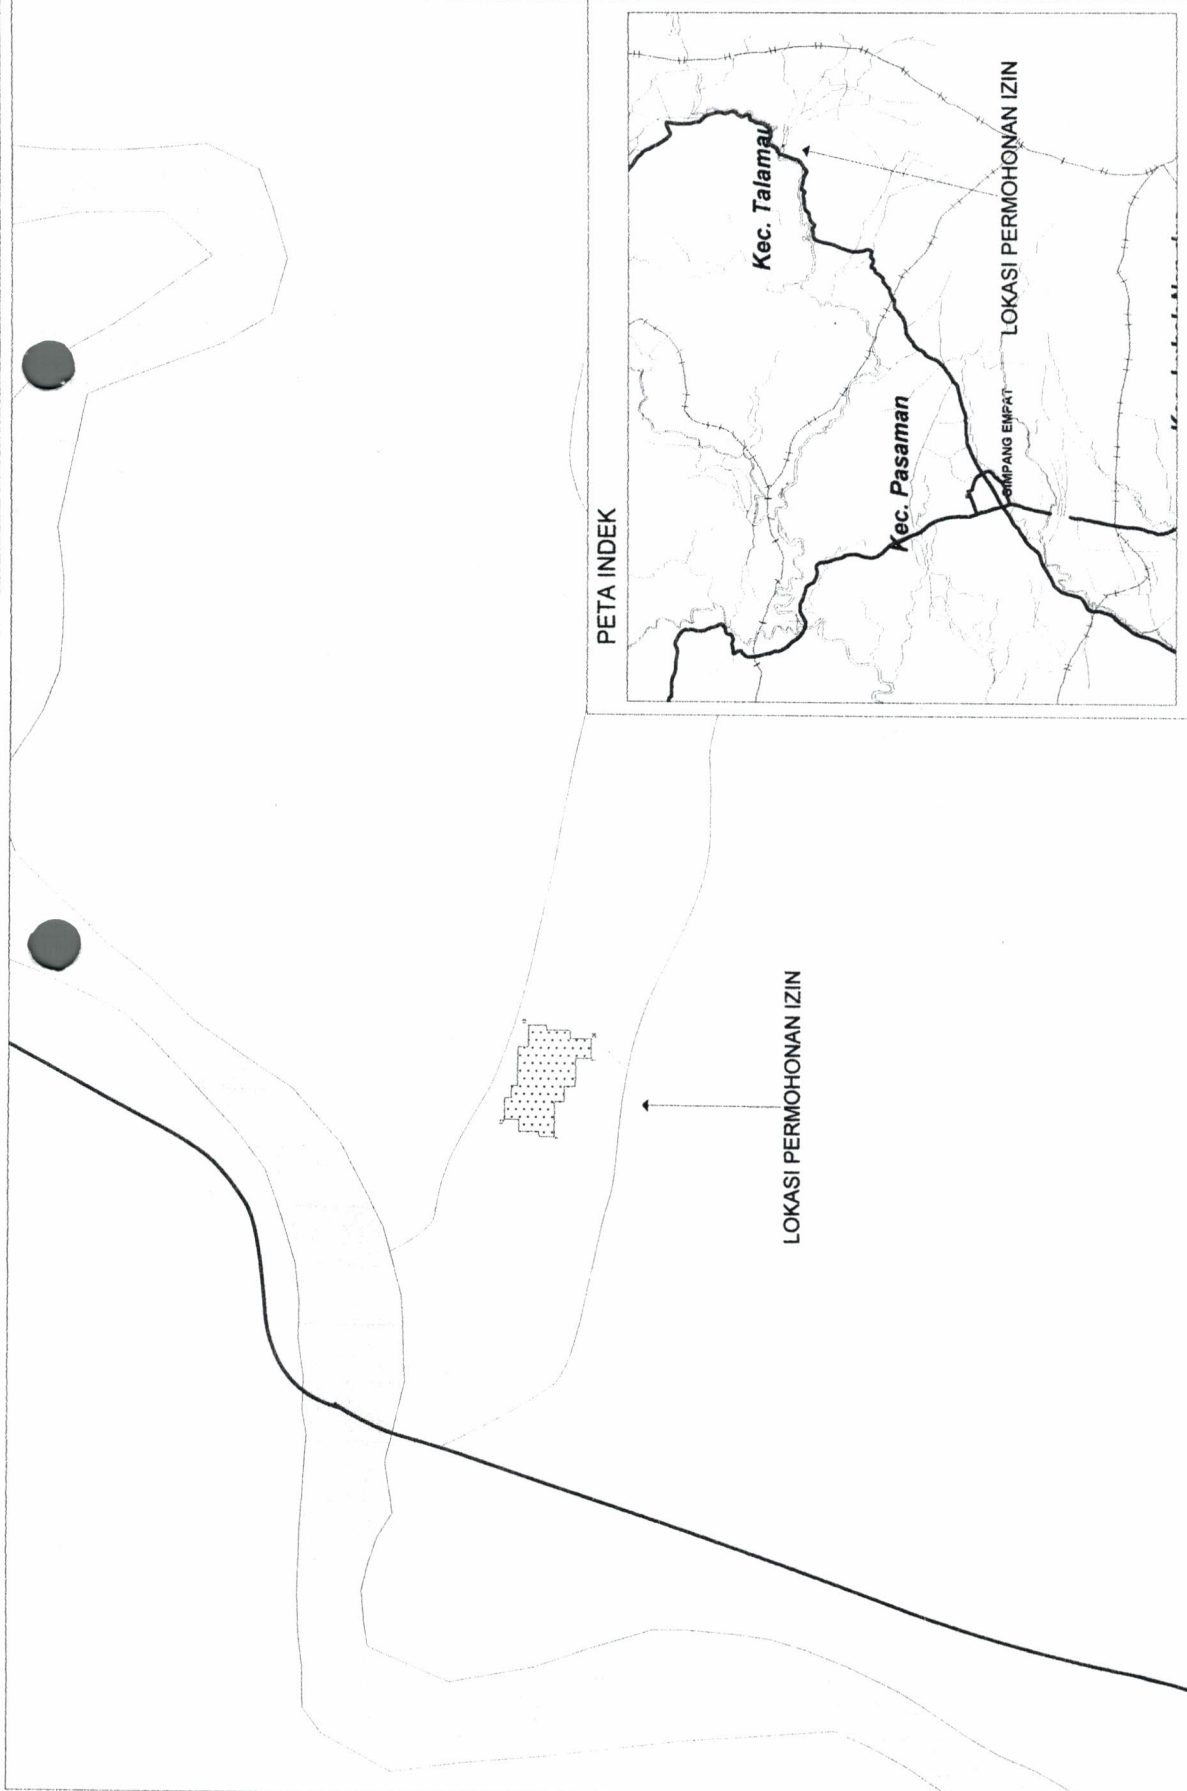 PETA INDEK
Kec. Talamau
LOKASI PERMOHONAN IZIN
Kec. Pasaman
SIMPANG EMPAT
LOKASI PERMOHONAN IZIN